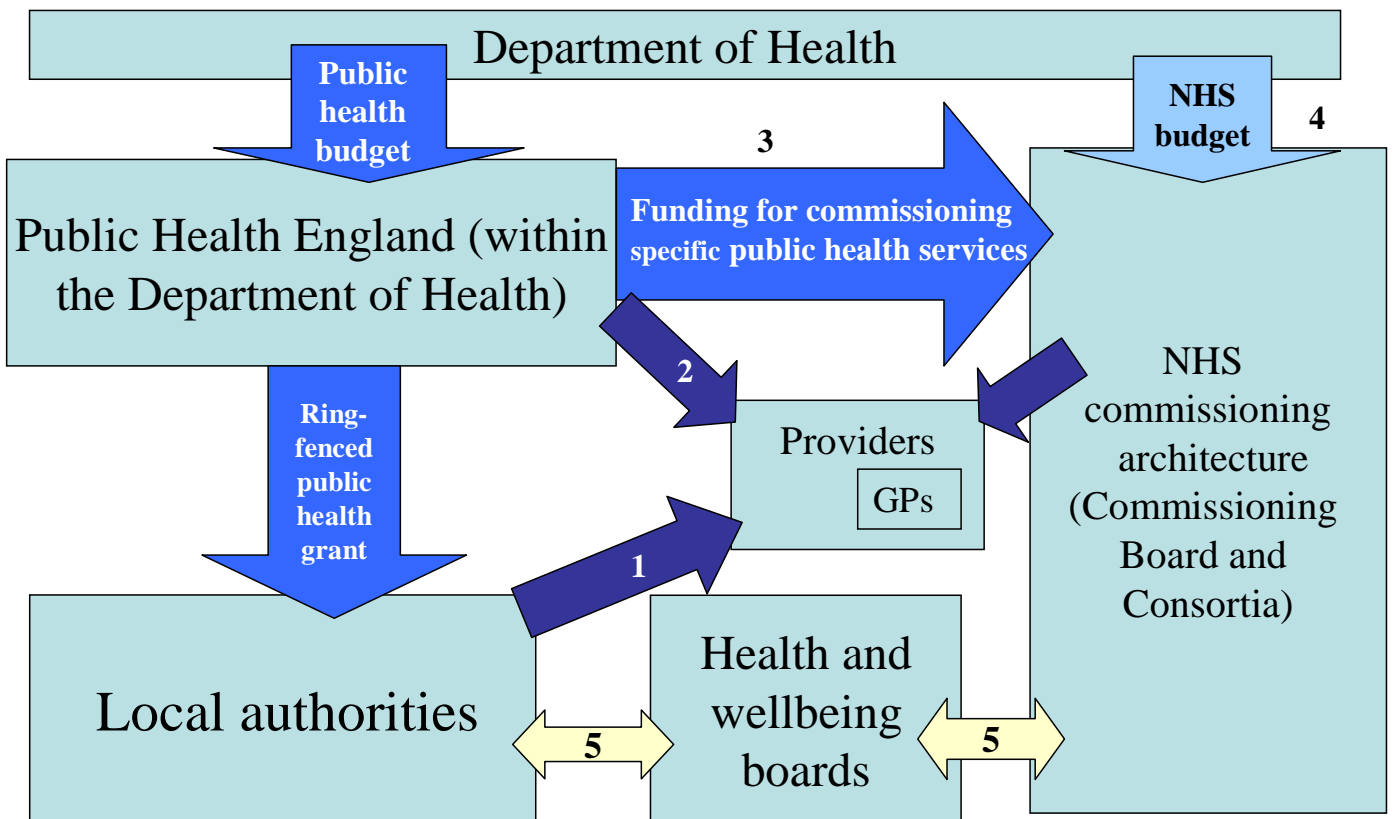 Department of Health
Public
health
budget
NHS
budget
4
3
Public Health England (within
the Department of Health)
Funding for commissioning
specific public health services
2
Ring-
fenced
public
health
grant
Providers
GPs
NHS
commissioning
architecture
(Commissioning
Board and
Consortia)
1
Local authorities
5
Health and
wellbeing
boards
5